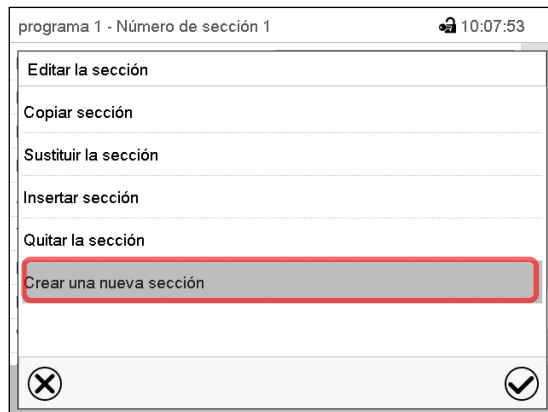 programa 1 - Número de sección 1 10:07:53
Editar la sección
Copiar sección
Sustituir la sección
Insertar sección
Quitar la sección
Crear una nueva sección